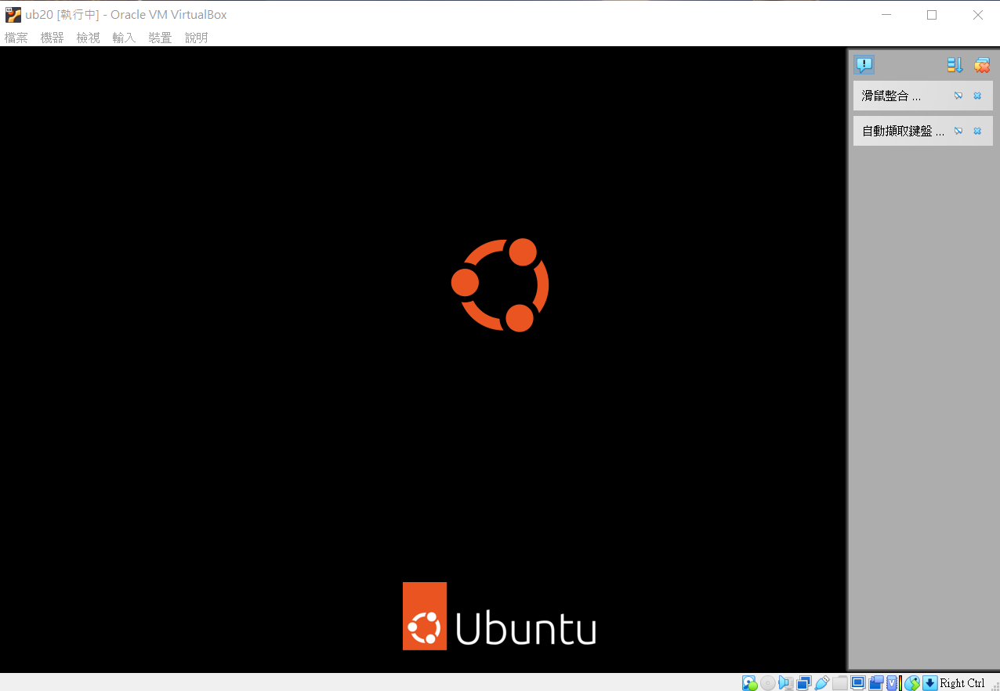 ub20 [執行中] - Oracle VM VirtualBox
檔案 機器 檢視 輸入 裝置 說明
滑鼠整合 ...
自動擷取鍵盤 ...
Ubuntu
Right Ctrl